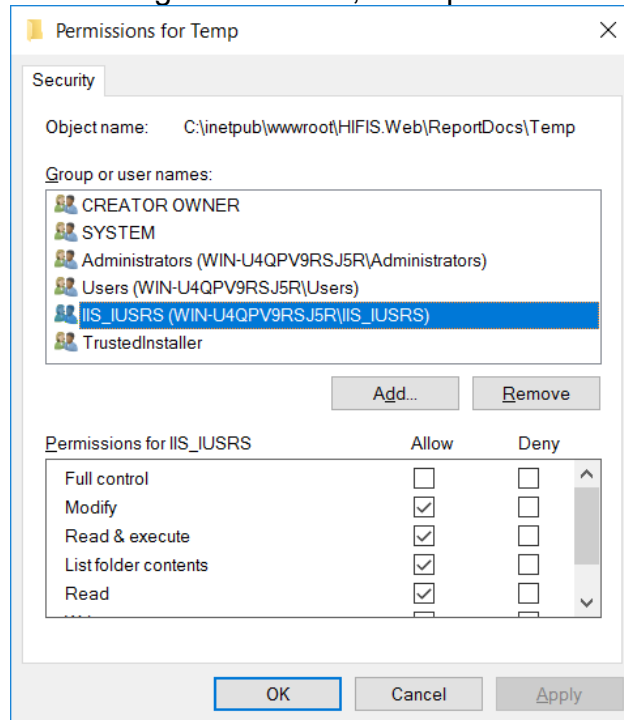 Permissions for Temp
Security
Object name: C:\inetpub\wwwroot\HIFIS.Web\ReportDocs\Temp
Group or user names:
CREATOR OWNER
SYSTEM
Administrators (WIN-U4QPV9RSJ5R\Administrators)
Users (WIN-U4QPV9RSJ5R\Users)
IIS_IUSRS (WIN-U4QPV9RSJ5R\IIS_IUSRS)
TrustedInstaller
Add... Remove
Permissions for IIS_IUSRS Allow Deny
Full control
Modify
Read & execute
List folder contents
Read
OK Cancel Apply